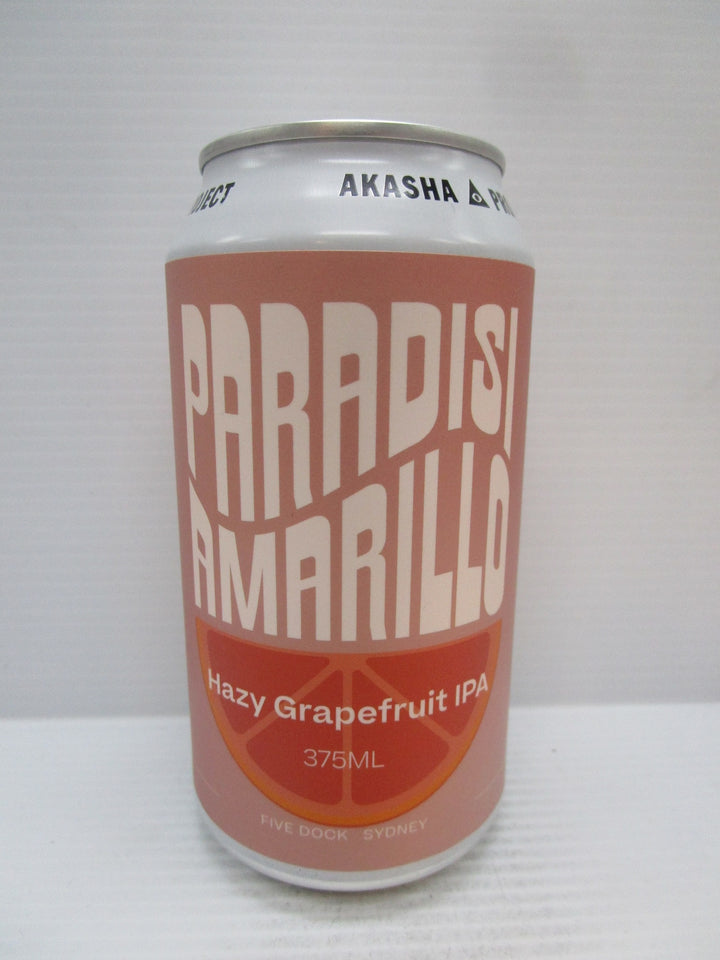 AKASHA
PARADISI
AMARILLO
Hazy Grapefruit IPA
375ML
FIVE DOCK SYDNEY